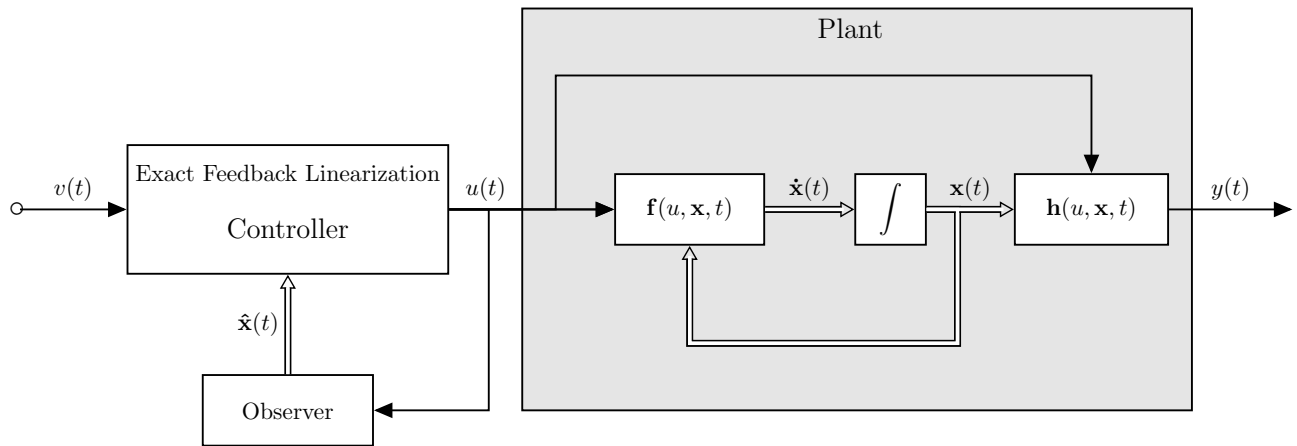 Plant
Exact Feedback Linearization
Controller
v(t)
u(t)
f(u, x, t)
ẋ(t)
∫
x(t)
h(u, x, t)
y(t)
x̂(t)
Observer